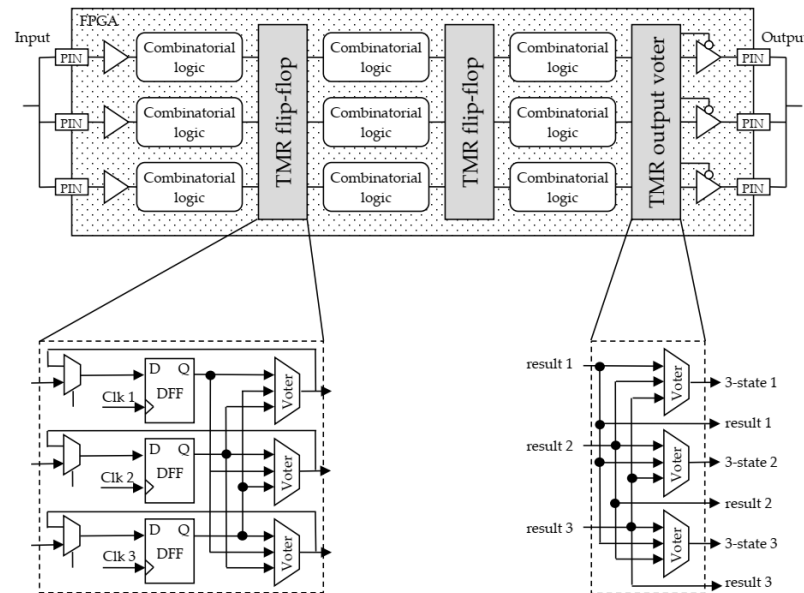 FPGA
Input
Output
PIN
Combinatorial
logic
Combinatorial
logic
Combinatorial
logic
PIN
PIN
Combinatorial
logic
Combinatorial
logic
Combinatorial
logic
PIN
PIN
Combinatorial
logic
Combinatorial
logic
Combinatorial
logic
PIN
TMR flip-flop
TMR flip-flop
TMR output voter
D Q
DFF
Clk 1
Voter
D Q
DFF
Clk 2
Voter
D Q
DFF
Clk 3
Voter
result 1
Voter
3-state 1
result 1
result 2
Voter
3-state 2
result 2
result 3
Voter
3-state 3
result 3